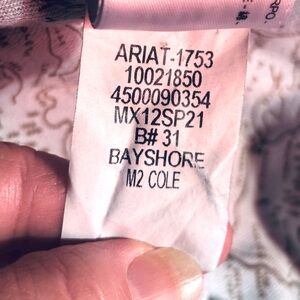 ARIAT-1753
10021850
4500090354
MX12SP21
B# 31
BAYSHORE
M2 COLE